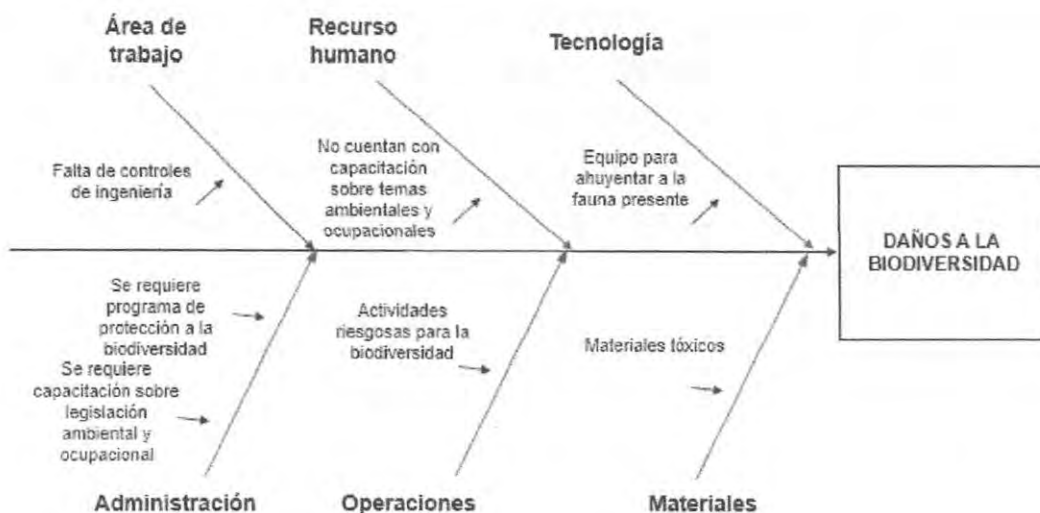 Área de
trabajo
Recurso
humano
Tecnología
Falta de controles
de ingeniería
No cuentan con
capacitación
sobre temas
ambientales y
ocupacionales
Equipo para
ahuyentar a la
fauna presente
DAÑOS A LA
BIODIVERSIDAD
Se requiere
programa de
protección a la
biodiversidad
Se requiere
capacitación sobre
legislación
ambiental y
ocupacional
Actividades
riesgosas para la
biodiversidad
Materiales tóxicos
Administración
Operaciones
Materiales